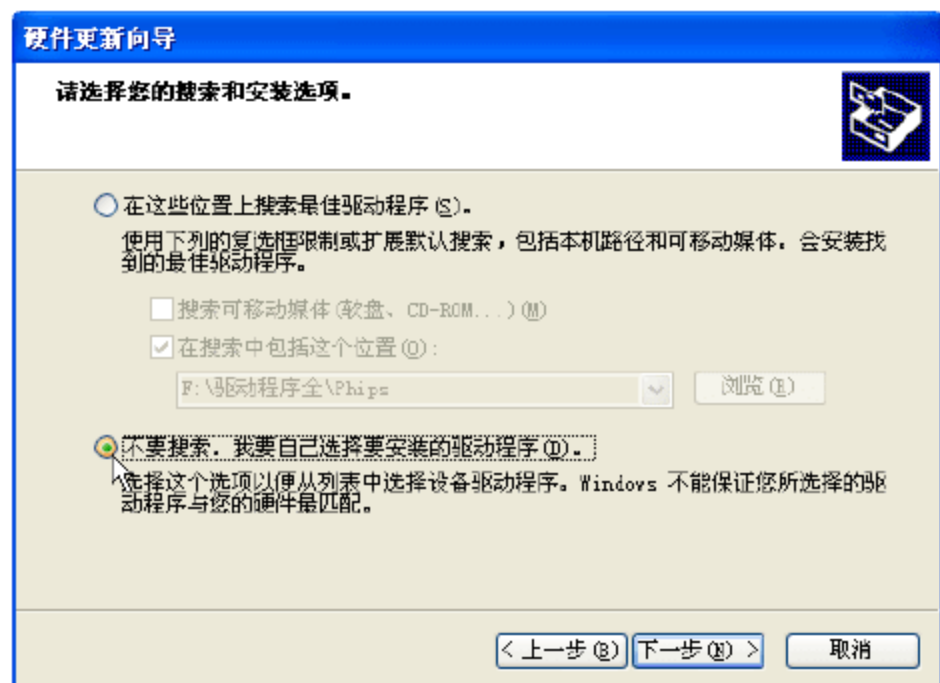 硬件更新向导
请选择您的搜索和安装选项。
在这些位置上搜索最佳驱动程序(S)。
使用下列的复选框限制或扩展默认搜索，包括本机路径和可移动媒体。会安装找
到的最佳驱动程序。
搜索可移动媒体(软盘、CD-ROM...)(M)
在搜索中包括这个位置(O):
F:\驱动程序全\Phips
浏览(R)
不要搜索。我要自己选择要安装的驱动程序(D)。
选择这个选项以便从列表中选择设备驱动程序。Windows 不能保证您所选择的驱
动程序与您的硬件最匹配。
< 上一步(B) 下一步(N) > 取消